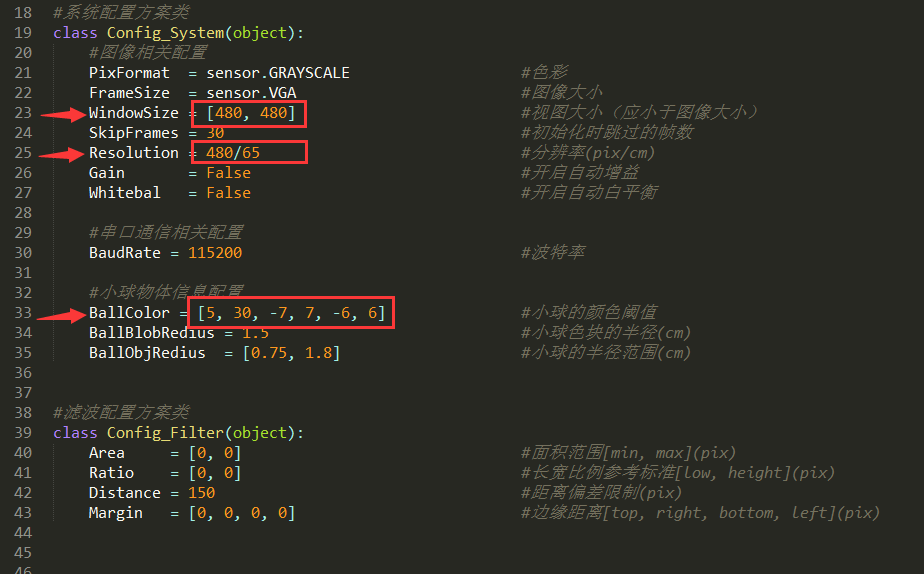 18 #系统配置方案类
19 class Config_System(object):
20 #图像相关配置
21 PixFormat = sensor.GRAYSCALE #色彩
22 FrameSize = sensor.VGA #图像大小
23 WindowSize = [480, 480] #视图大小（应小于图像大小）
24 SkipFrames = 30 #初始化时跳过的帧数
25 Resolution = 480/65 #分辨率(pix/cm)
26 Gain = False #开启自动增益
27 Whitebal = False #开启自动白平衡
28
29 #串口通信相关配置
30 BaudRate = 115200 #波特率
31
32 #小球物体信息配置
33 BallColor = [5, 30, -7, 7, -6, 6] #小球的颜色阈值
34 BallBlobRedius = 1.5 #小球色块的半径(cm)
35 BallObjRedius = [0.75, 1.8] #小球的半径范围(cm)
36
37
38 #滤波配置方案类
39 class Config_Filter(object):
40 Area = [0, 0] #面积范围[min, max](pix)
41 Ratio = [0, 0] #长宽比例参考标准[low, height](pix)
42 Distance = 150 #距离偏差限制(pix)
43 Margin = [0, 0, 0, 0] #边缘距离[top, right, bottom, left](pix)
44
45
46